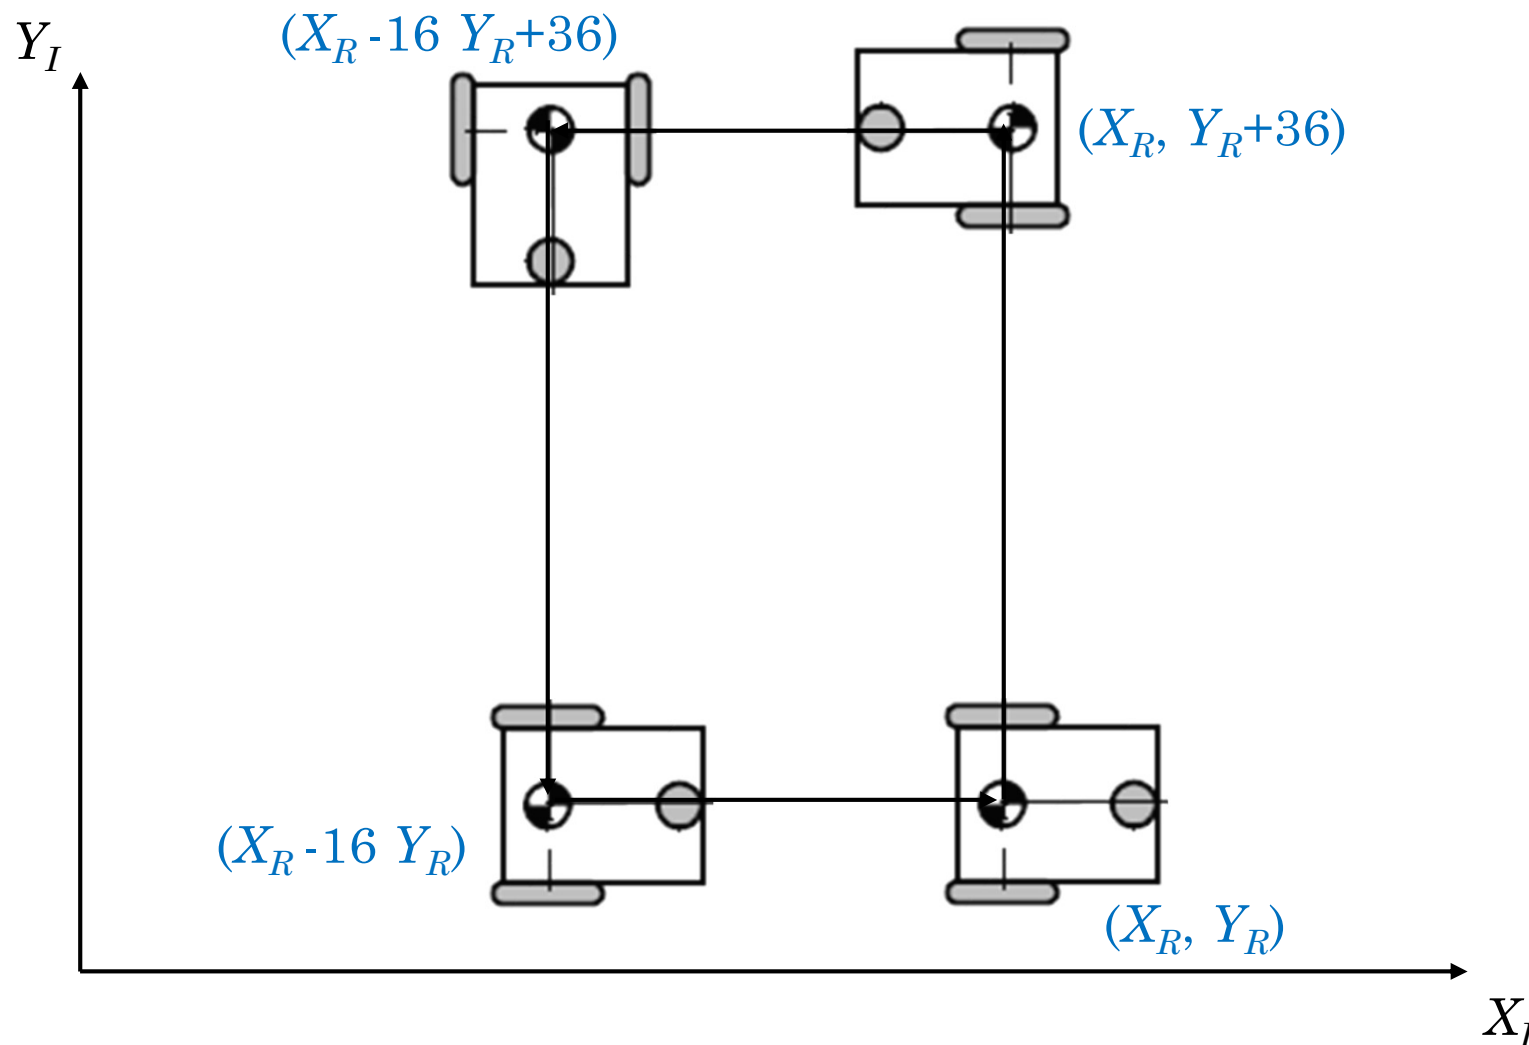 Y_I
(X_R -16 Y_R+36)
(X_R, Y_R+36)
(X_R -16 Y_R)
(X_R, Y_R)
X_I